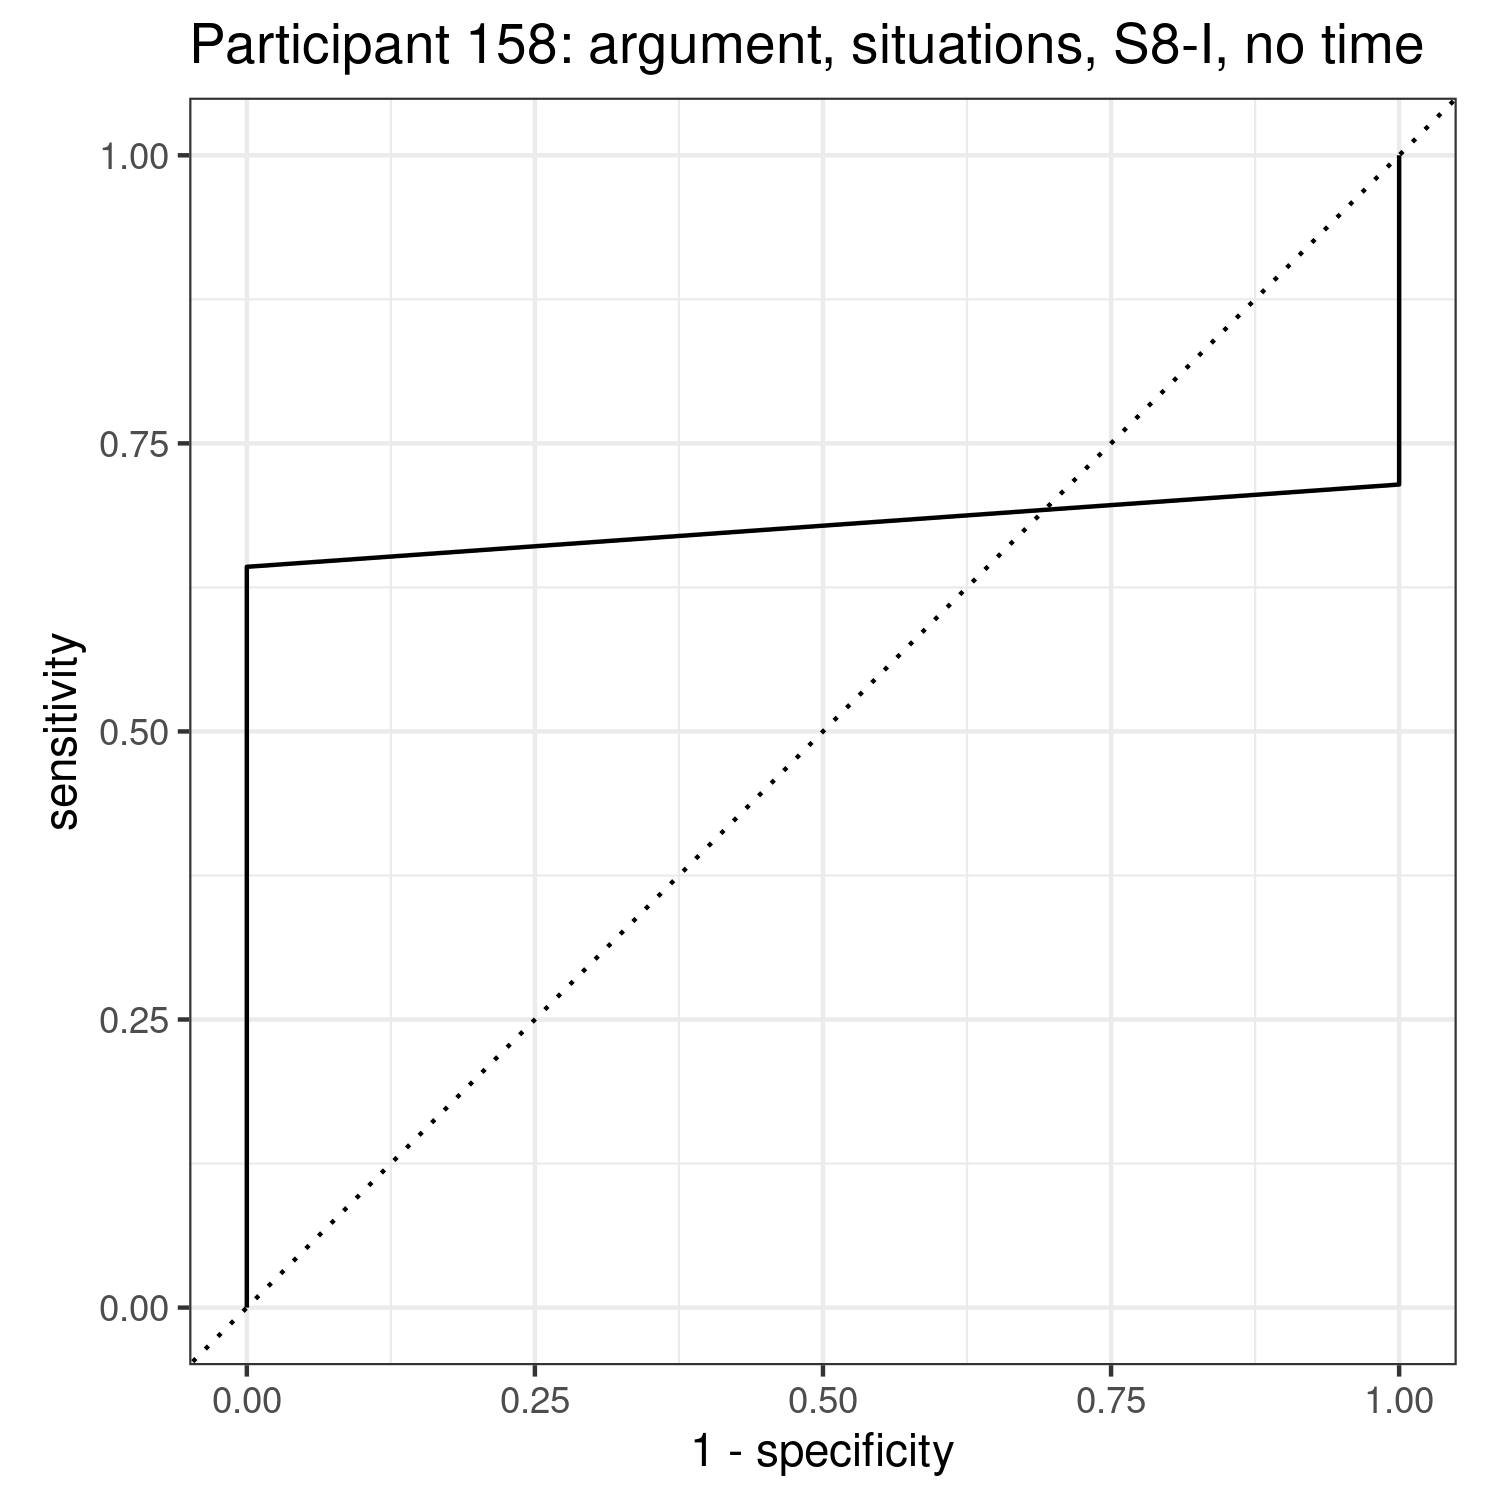 Participant 158: argument, situations, S8-I, no time
1.00
0.75
0.50
0.25
0.00
sensitivity
0.00 0.25 0.50 0.75 1.00
1 - specificity